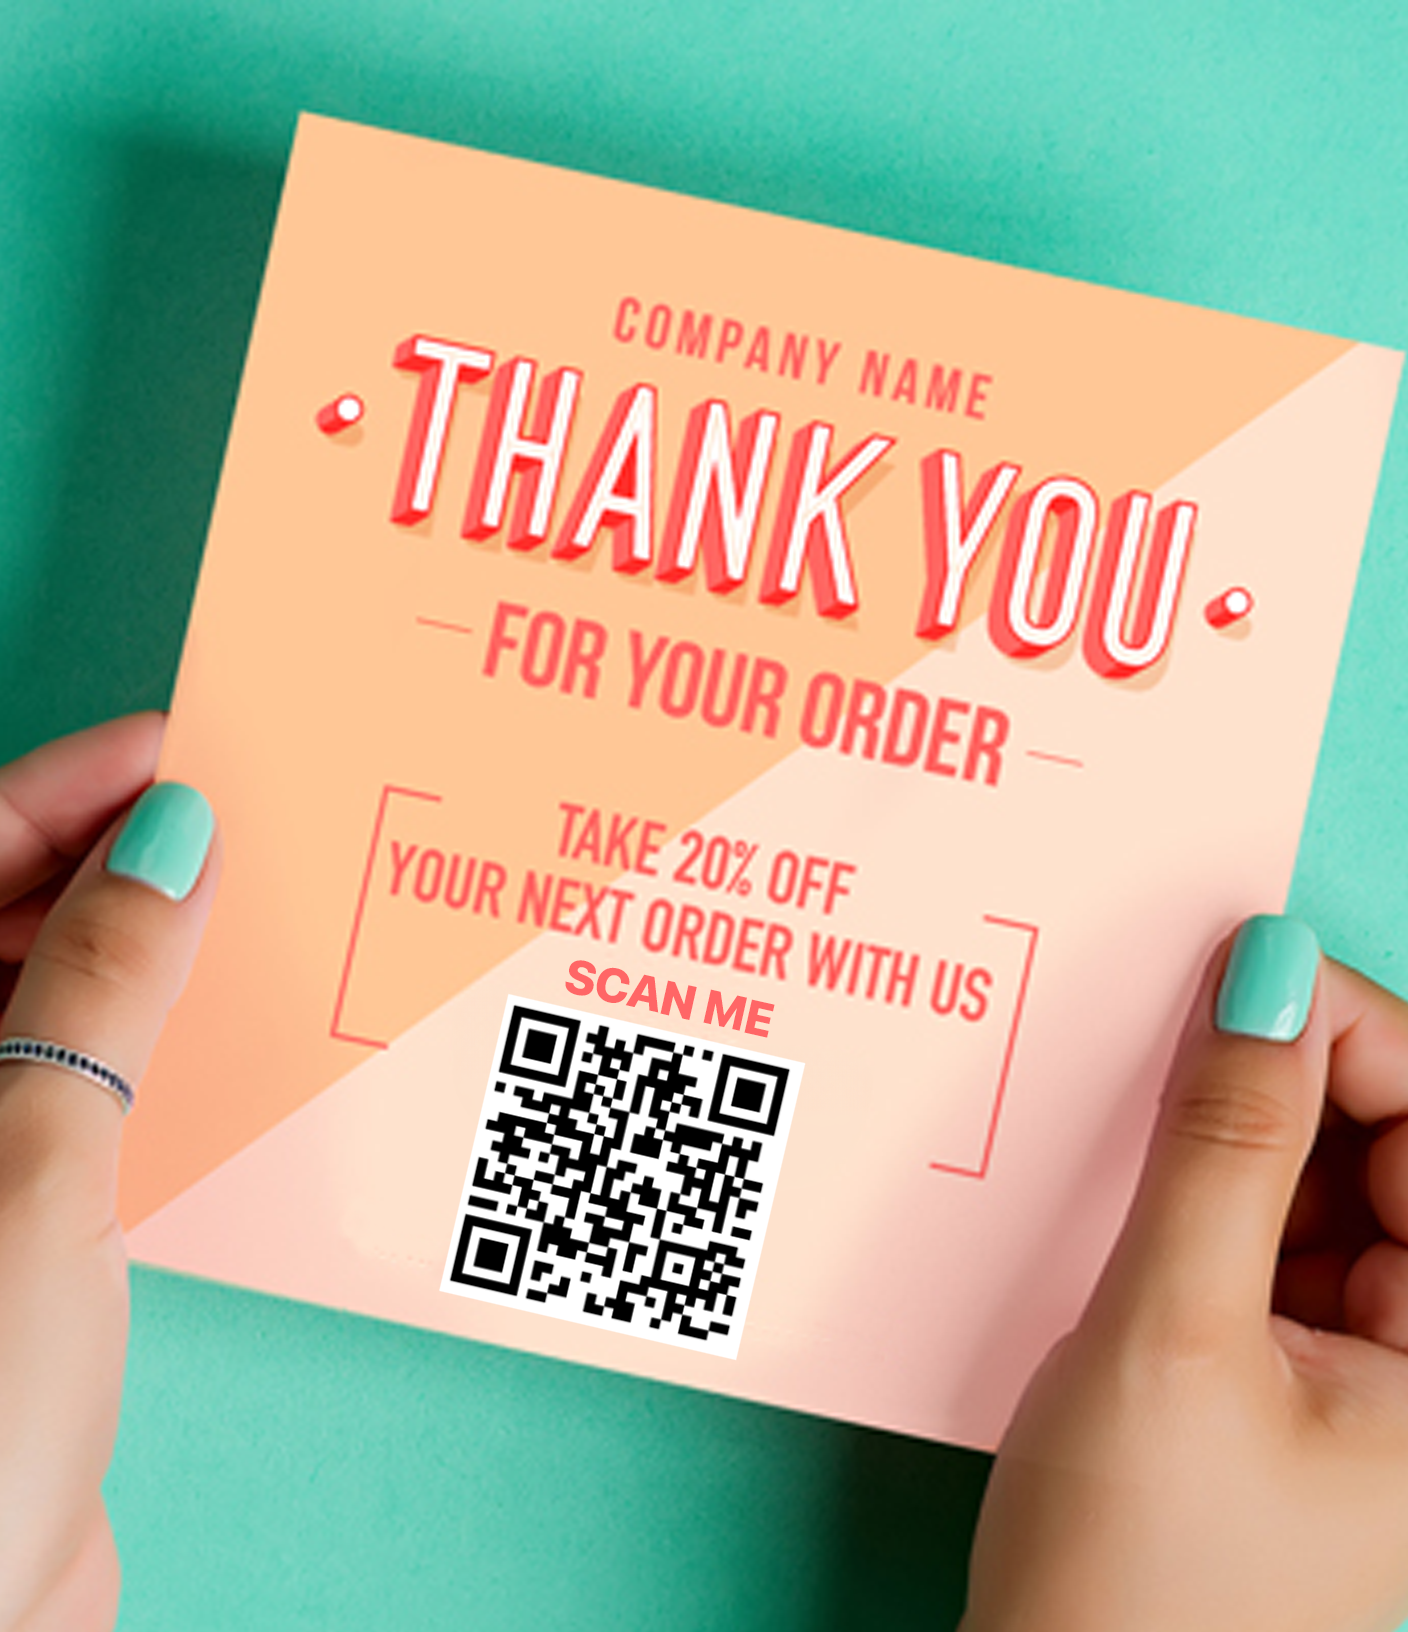 COMPANY NAME
THANK YOU
FOR YOUR ORDER
TAKE 20% OFF
YOUR NEXT ORDER WITH US
SCAN ME